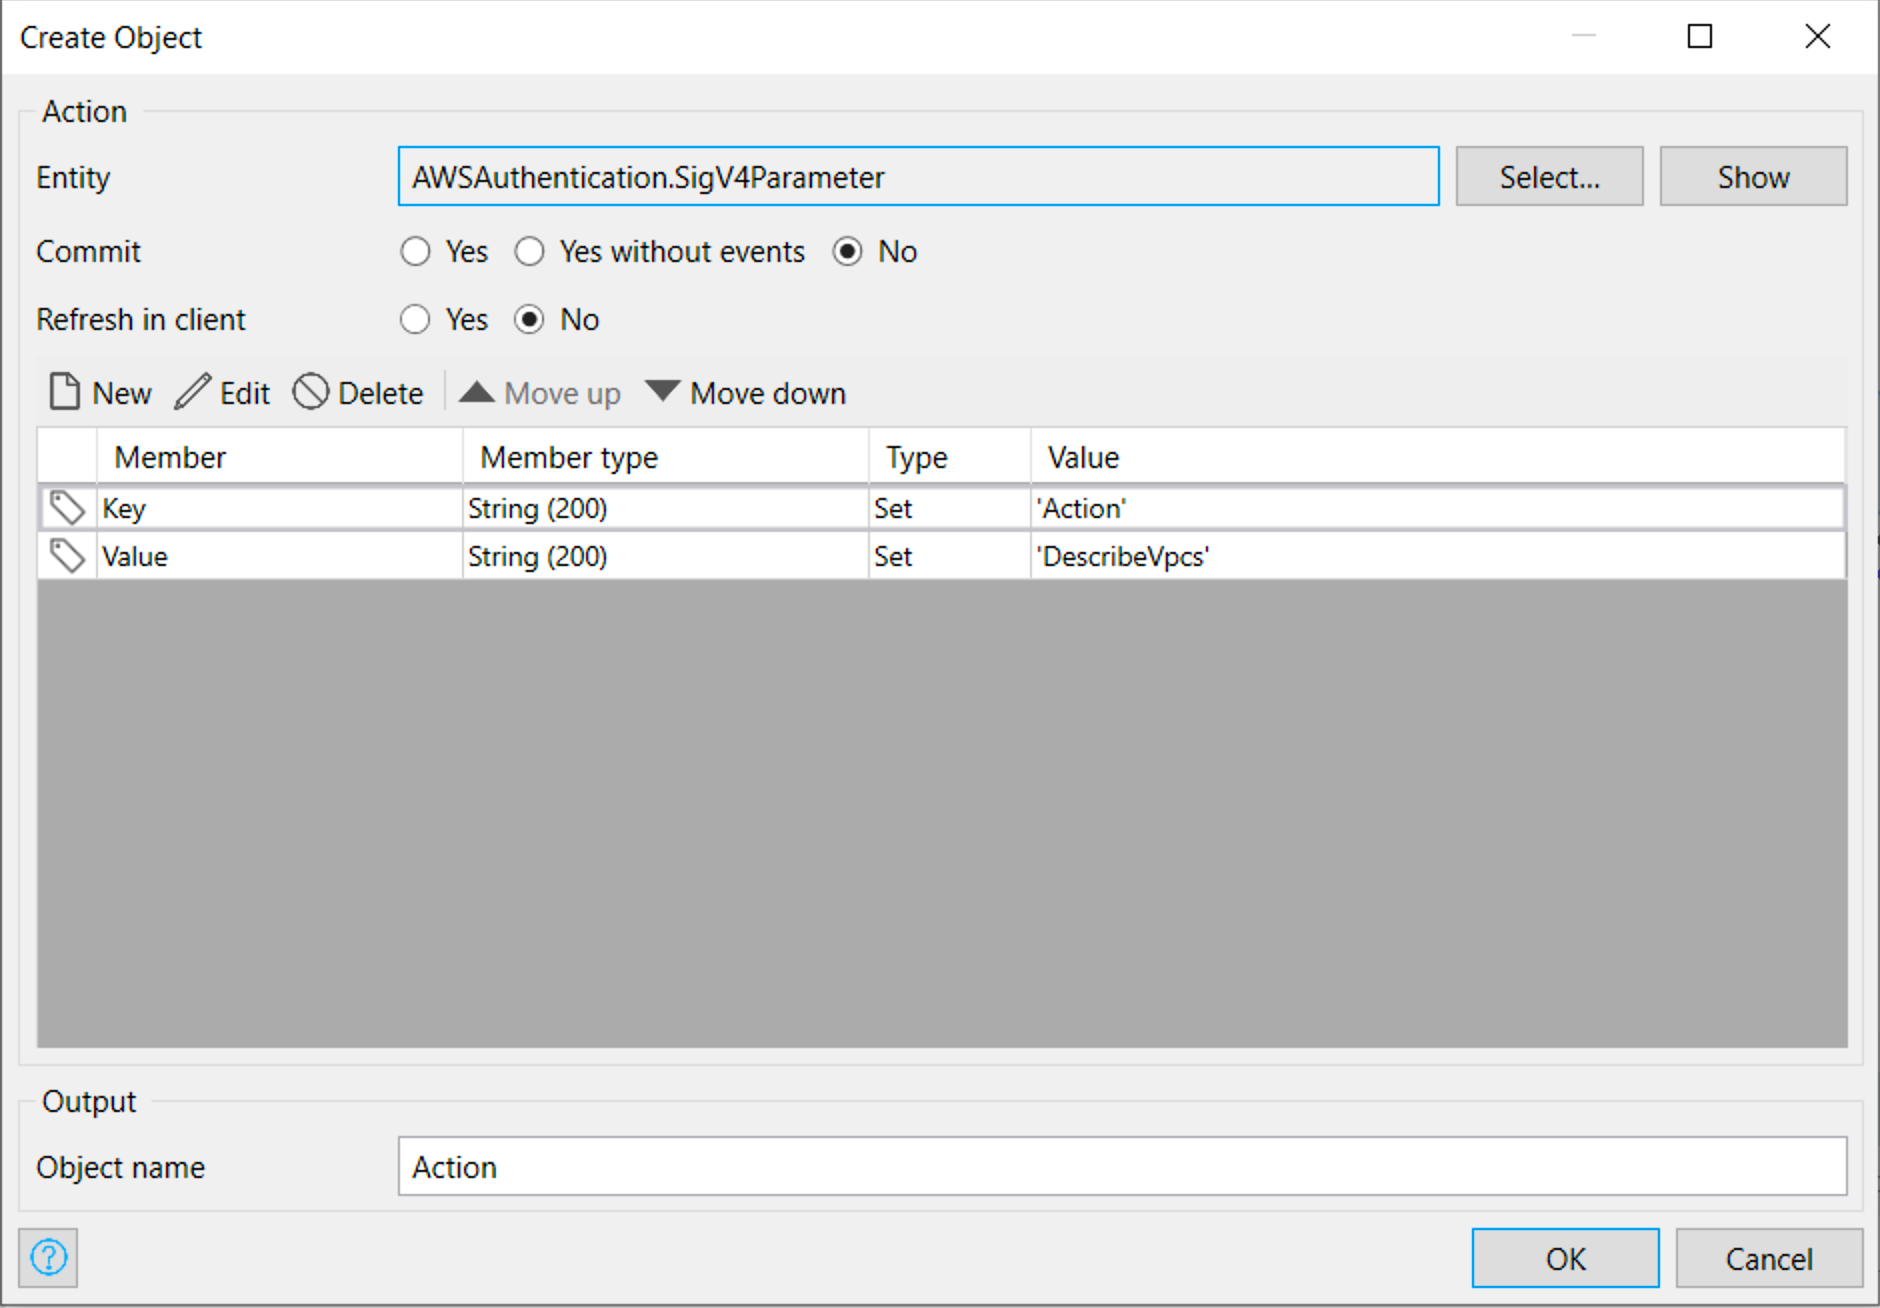 Create Object
Action
Entity AWSAuthentication.SigV4Parameter Select... Show
Commit Yes Yes without events No
Refresh in client Yes No
New Edit Delete Move up Move down
Member Member type Type Value
Key String (200) Set 'Action'
Value String (200) Set 'DescribeVpcs'
Output
Object name Action
? OK Cancel